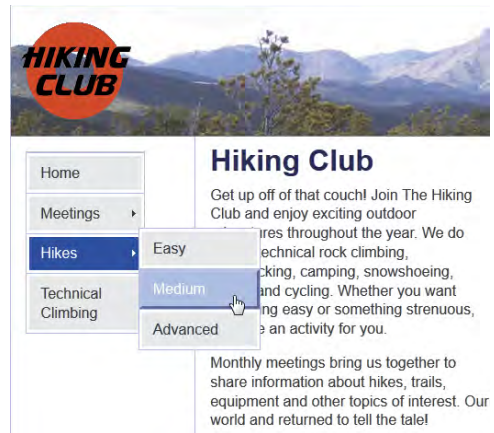 HIKING
CLUB
Home
Meetings
Hikes
Technical
Climbing
Easy
Medium
Advanced
Hiking Club
Get up off of that couch! Join The Hiking
Club and enjoy exciting outdoor
throughout the year. We do
technical rock climbing,
camping, snowshoeing,
and cycling. Whether you want
easy or something strenuous,
an activity for you.
Monthly meetings bring us together to
share information about hikes, trails,
equipment and other topics of interest. Our
world and returned to tell the tale!